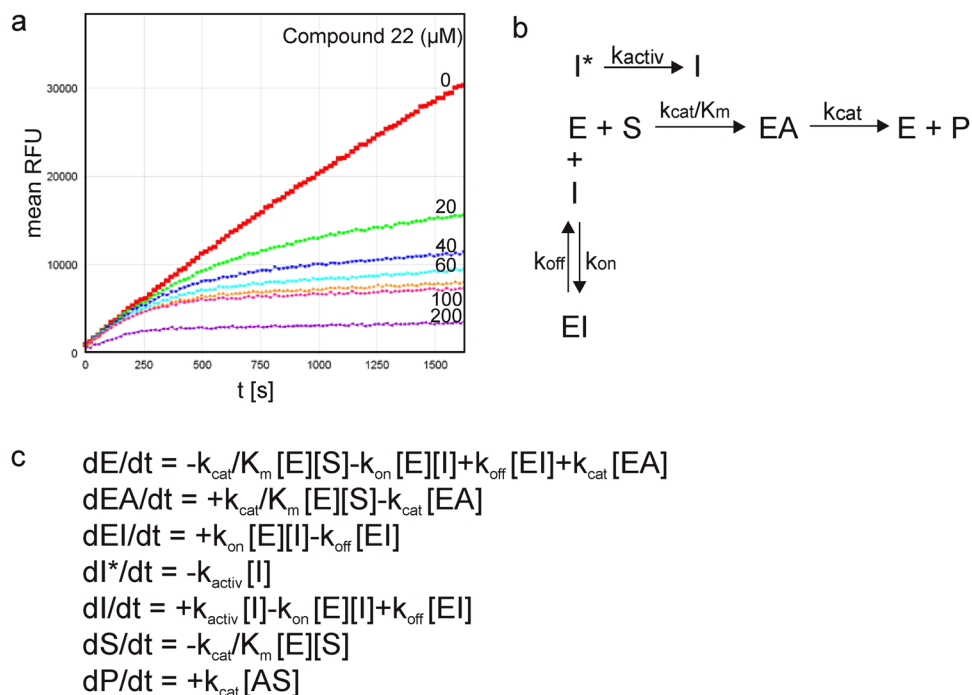 a
Compound 22 (µM)
0
20
40
60
100
200
mean RFU
30000
20000
10000
0
0 250 500 750 1000 1250 1500
t [s]
b
I* kactiv I
E + S kcat/Km EA kcat E + P
+
I
koff kon
EI
c
dE/dt = -kcat/Km [E][S]-kon [E][I]+koff [EI]+kcat [EA]
dEA/dt = +kcat/Km [E][S]-kcat [EA]
dEI/dt = +kon [E][I]-koff [EI]
dI*/dt = -kactiv [I]
dI/dt = +kactiv [I]-kon [E][I]+koff [EI]
dS/dt = -kcat/Km [E][S]
dP/dt = +kcat [AS]